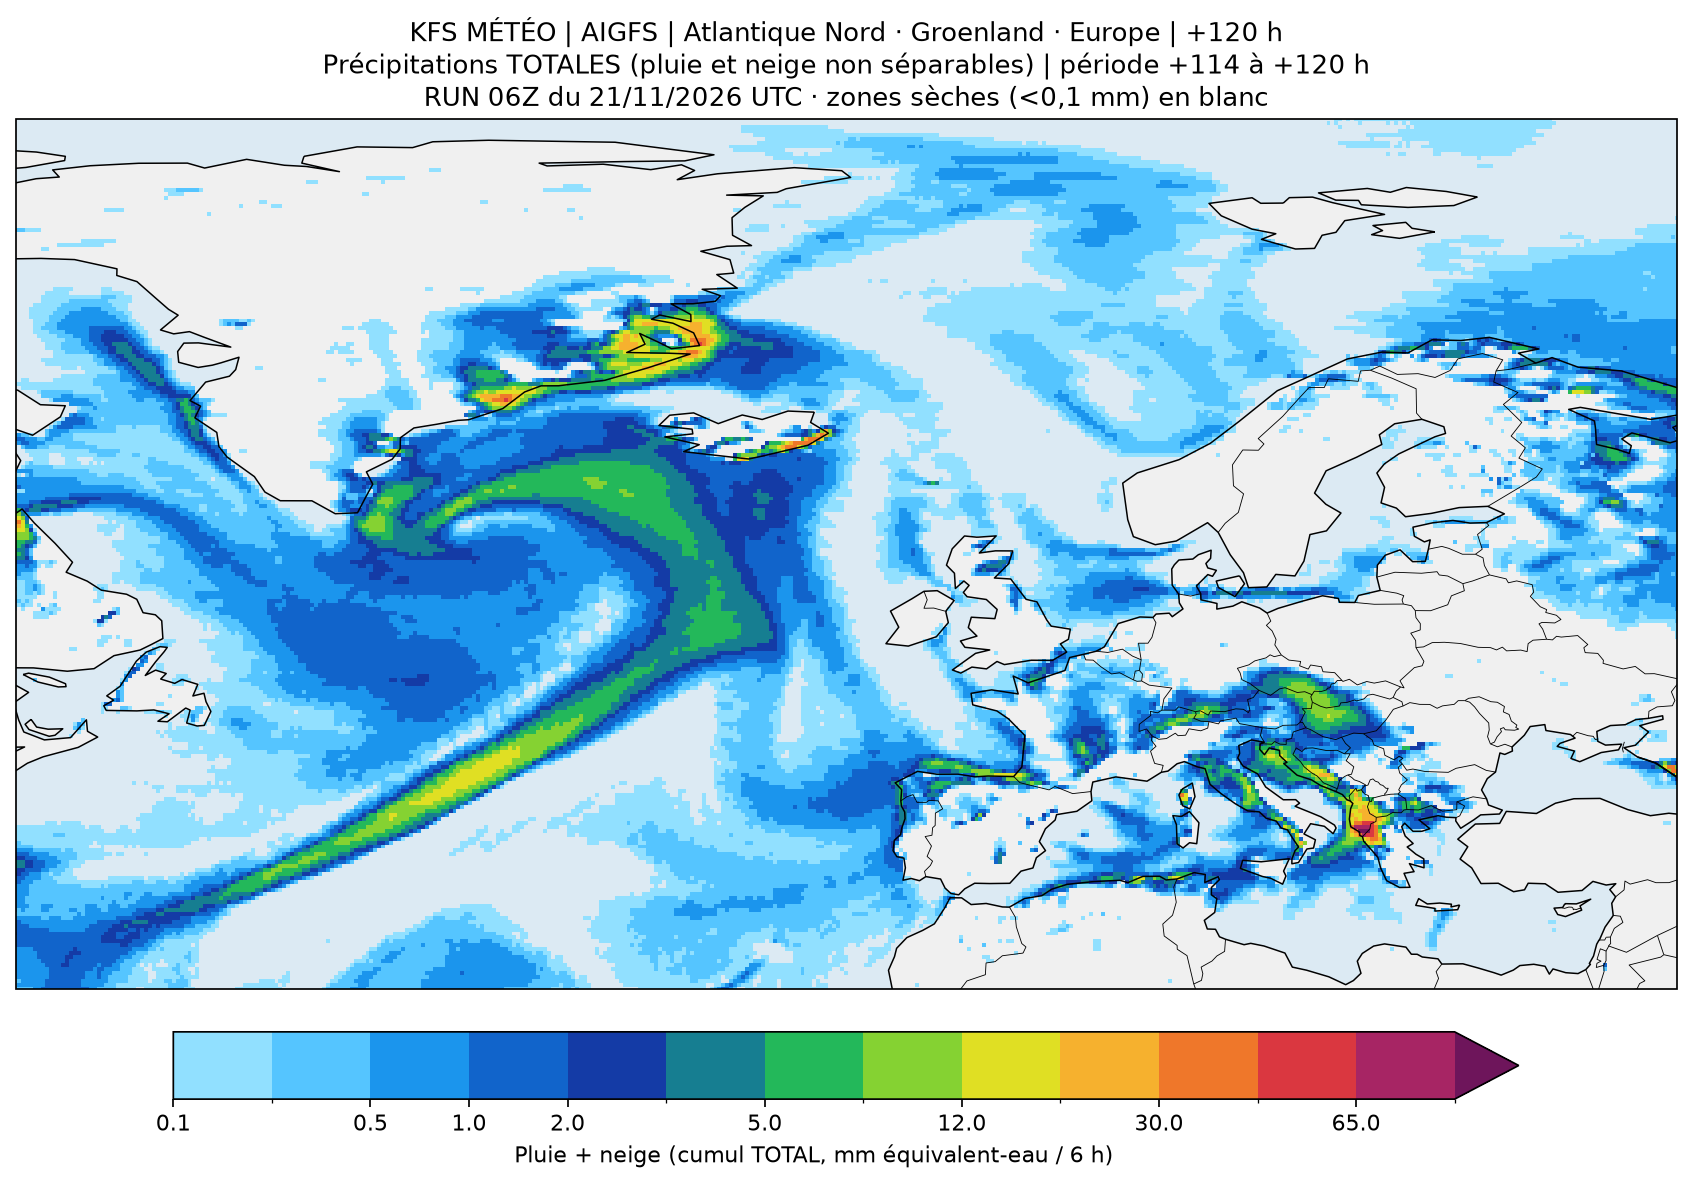 KFS MÉTÉO | AIGFS | Atlantique Nord · Groenland · Europe | +120 h
Précipitations TOTALES (pluie et neige non séparables) | période +114 à +120 h
RUN 06Z du 21/11/2026 UTC · zones sèches (<0,1 mm) en blanc
0.1 0.5 1.0 2.0 5.0 12.0 30.0 65.0
Pluie + neige (cumul TOTAL, mm équivalent-eau / 6 h)